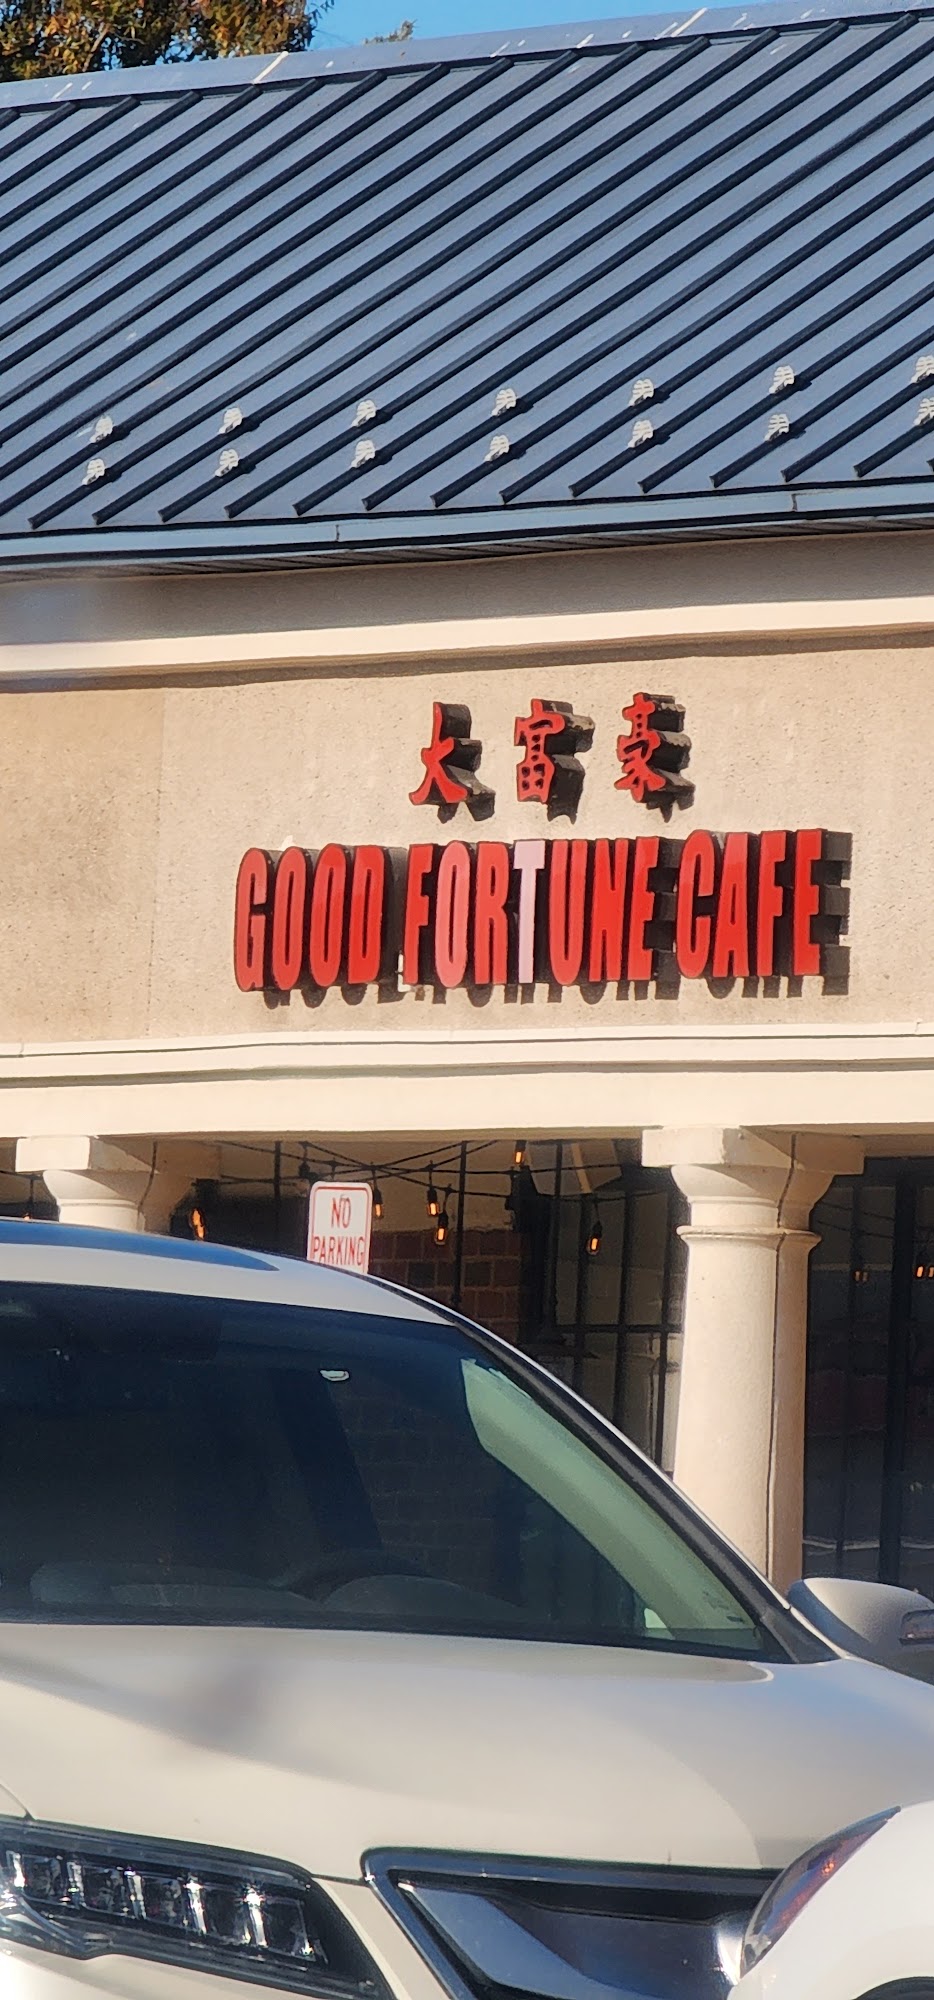 大富豪
GOOD FORTUNE CAFE
NO
PARKING